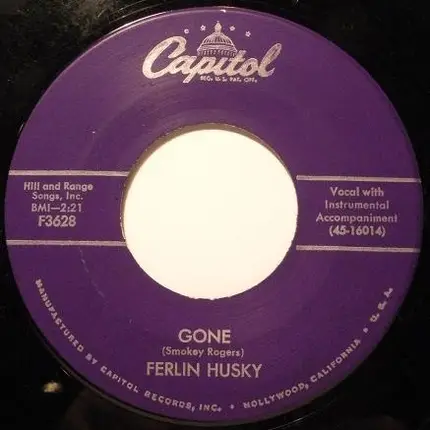 Capitol
REG. U.S. PAT. OFF.
Hill and Range
Songs, Inc.
BMI—2:21
F3628
Vocal with
Instrumental
Accompaniment
(45-16014)
GONE
(Smokey Rogers)
FERLIN HUSKY
MANUFACTURED BY CAPITOL RECORDS, INC. • HOLLYWOOD, CALIFORNIA • U.S.A.